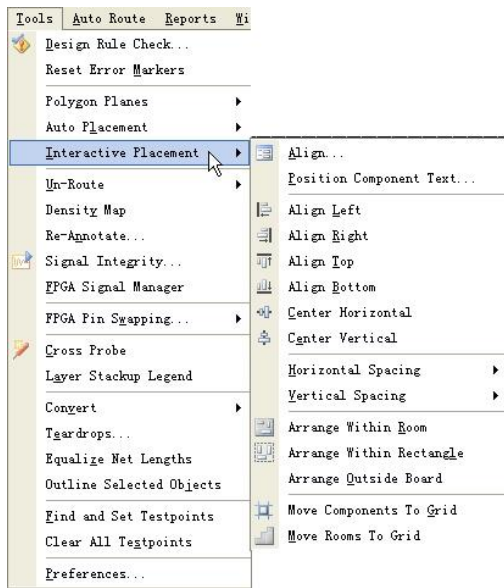 Tools Auto Route Reports Wi
Design Rule Check...
Reset Error Markers
Polygon Planes
Auto Placement
Interactive Placement
Un-Route
Density Map
Re-Annotate...
Signal Integrity...
FPGA Signal Manager
FPGA Pin Swapping...
Cross Probe
Layer Stackup Legend
Convert
Teardrops...
Equalize Net Lengths
Outline Selected Objects
Find and Set Testpoints
Clear All Testpoints
Preferences...
Align...
Position Component Text...
Align Left
Align Right
Align Top
Align Bottom
Center Horizontal
Center Vertical
Horizontal Spacing
Vertical Spacing
Arrange Within Room
Arrange Within Rectangle
Arrange Outside Board
Move Components To Grid
Move Rooms To Grid